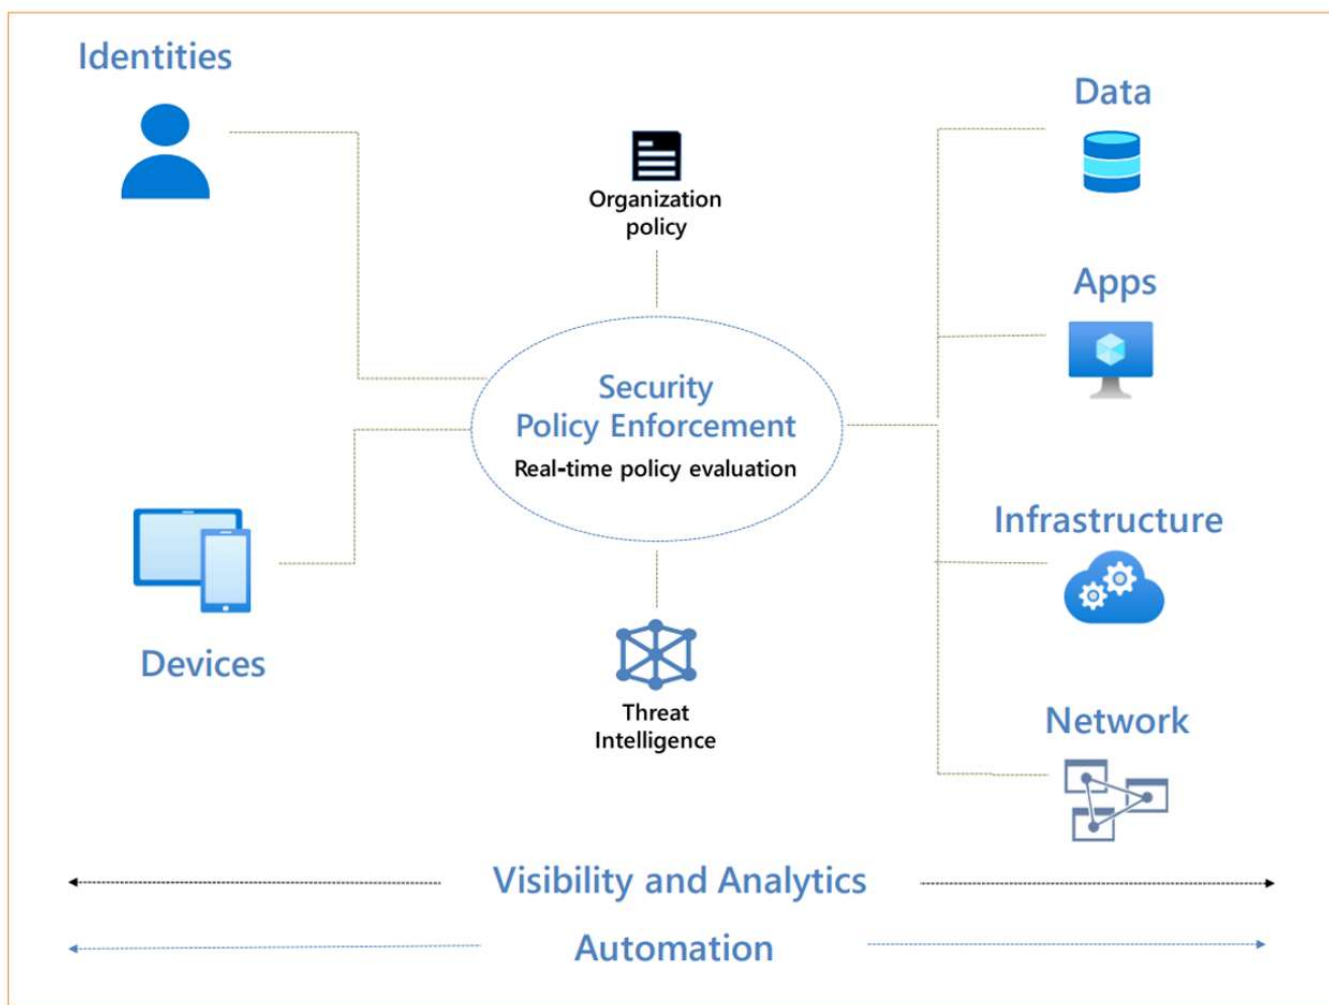 Identities
Data
Organization
policy
Apps
Security
Policy Enforcement
Real-time policy evaluation
Infrastructure
Devices
Threat
Intelligence
Network
Visibility and Analytics
Automation